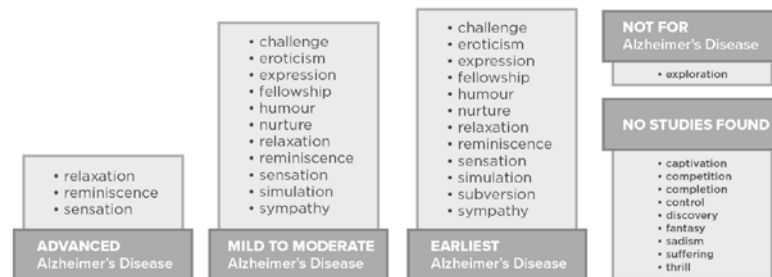 • relaxation
• reminiscence
• sensation
ADVANCED
Alzheimer's Disease
• challenge
• eroticism
• expression
• fellowship
• humour
• nurture
• relaxation
• reminiscence
• sensation
• simulation
• sympathy
MILD TO MODERATE
Alzheimer's Disease
• challenge
• eroticism
• expression
• fellowship
• humour
• nurture
• relaxation
• reminiscence
• sensation
• simulation
• subversion
• sympathy
EARLIEST
Alzheimer's Disease
NOT FOR
Alzheimer's Disease
• exploration
NO STUDIES FOUND
• captivation
• competition
• completion
• control
• discovery
• fantasy
• sadism
• suffering
• thrill